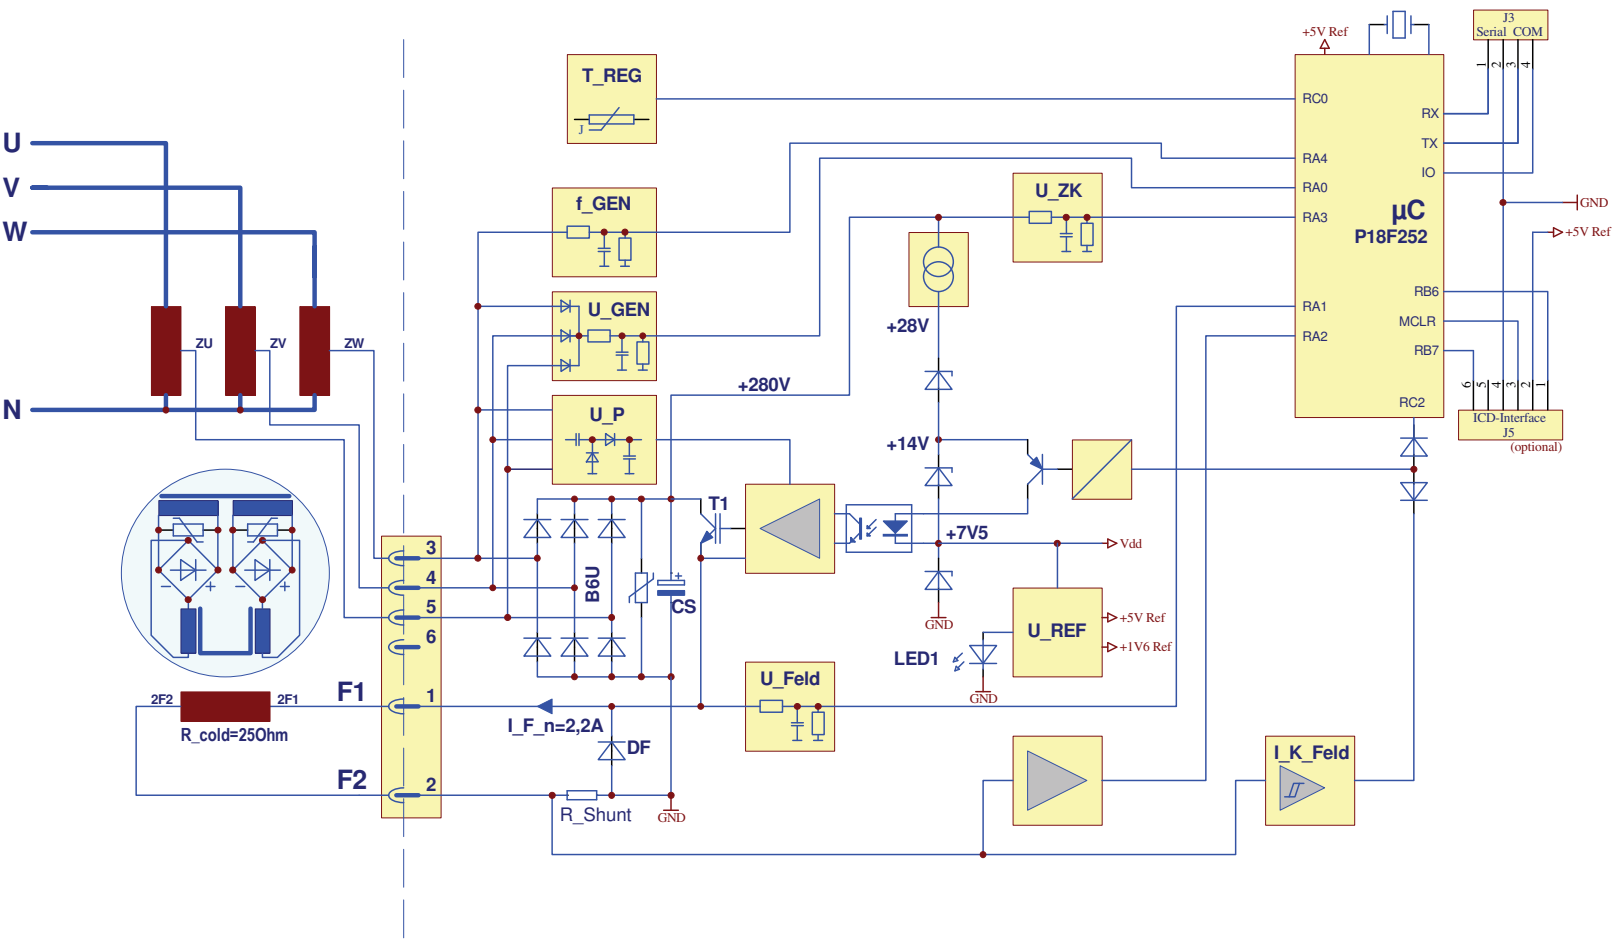 J3
Serial COM
+5V Ref
1
2
3
4
T_REG
J
RC0
RX
U
TX
RA4
IO
V
U_ZK
RA0
f_GEN
µC
GND
RA3
P18F252
W
+5V Ref
RB6
U_GEN
RA1
+28V
MCLR
RA2
ZU
ZV
ZW
RB7
+280V
6
5
4
3
2
1
RC2
N
U_P
ICD-Interface
J5
(optional)
+14V
T1
+7V5
Vdd
3
4
B6U
+
CS
5
6
− +
− +
GND
U_REF
+5V Ref
+1V6 Ref
LED1
GND
U_Feld
F1
1
2F2
2F1
I_F_n=2,2A
R_cold=25Ohm
DF
I_K_Feld
F2
2
R_Shunt
GND